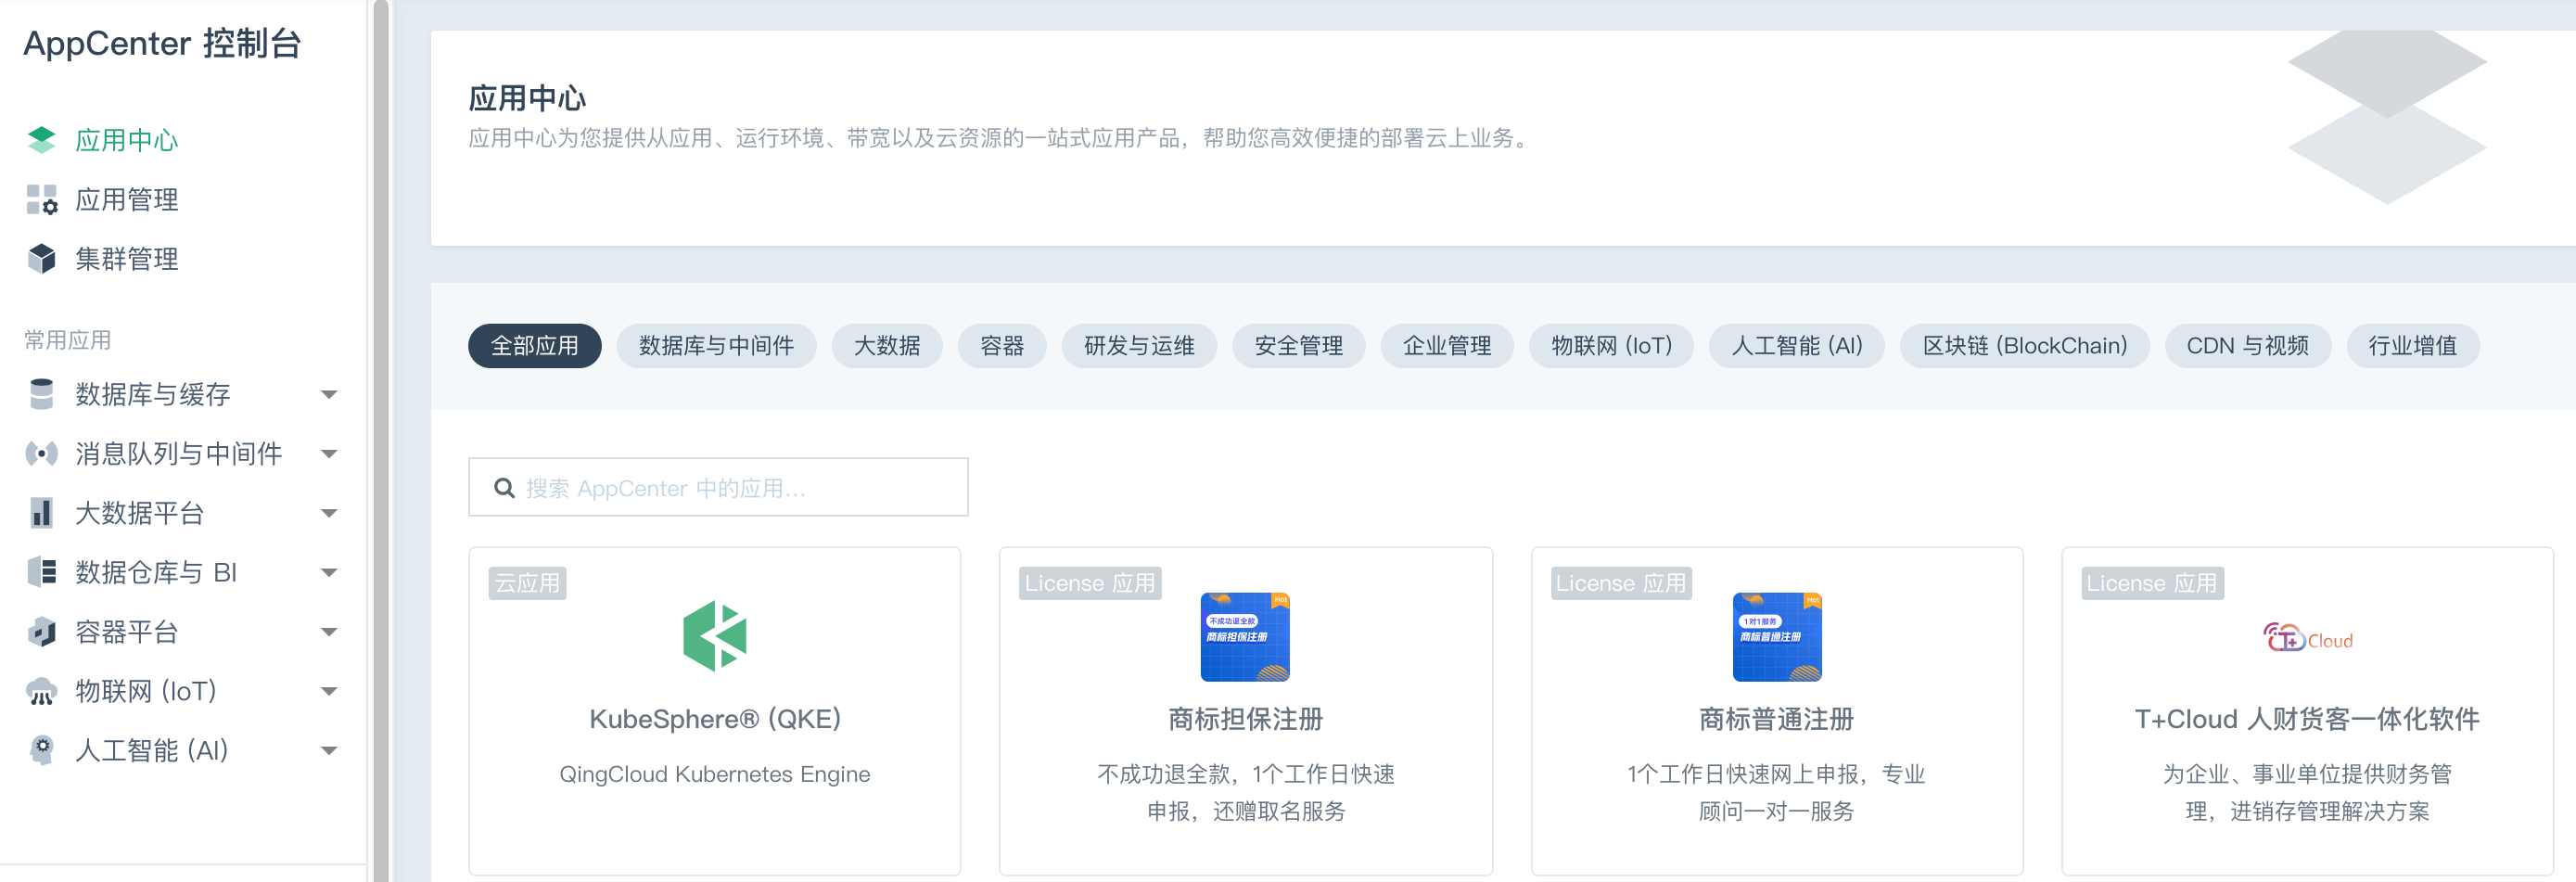 AppCenter 控制台
应用中心
应用管理
集群管理
常用应用
数据库与缓存
消息队列与中间件
大数据平台
数据仓库与 BI
容器平台
物联网 (IoT)
人工智能 (AI)
应用中心
应用中心为您提供从应用、运行环境、带宽以及云资源的一站式应用产品，帮助您高效便捷的部署云上业务。
全部应用
数据库与中间件
大数据
容器
研发与运维
安全管理
企业管理
物联网 (IoT)
人工智能 (AI)
区块链 (BlockChain)
CDN 与视频
行业增值
搜索 AppCenter 中的应用...
云应用
KubeSphere® (QKE)
QingCloud Kubernetes Engine
License 应用
Hot
不成功退全款
商标担保注册
商标担保注册
不成功退全款，1个工作日快速
申报，还赠取名服务
License 应用
Hot
1对1服务
商标普通注册
商标普通注册
1个工作日快速网上申报，专业
顾问一对一服务
License 应用
T+Cloud
T+Cloud 人财货客一体化软件
为企业、事业单位提供财务管
理，进销存管理解决方案